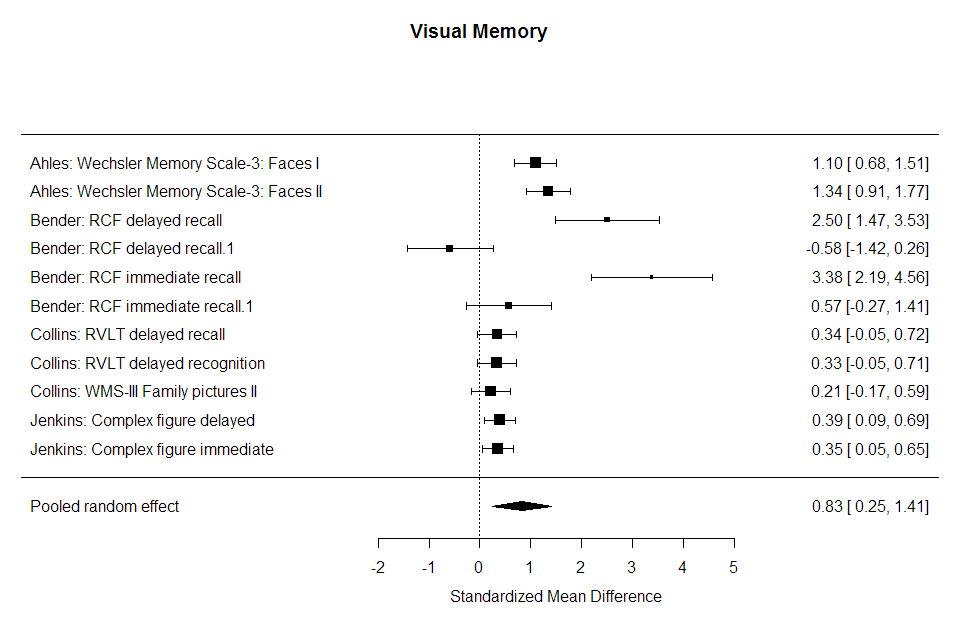 Visual Memory
Ahles: Wechsler Memory Scale-3: Faces I 1.10 [ 0.68, 1.51]
Ahles: Wechsler Memory Scale-3: Faces II 1.34 [ 0.91, 1.77]
Bender: RCF delayed recall 2.50 [ 1.47, 3.53]
Bender: RCF delayed recall.1 -0.58 [-1.42, 0.26]
Bender: RCF immediate recall 3.38 [ 2.19, 4.56]
Bender: RCF immediate recall.1 0.57 [-0.27, 1.41]
Collins: RVLT delayed recall 0.34 [-0.05, 0.72]
Collins: RVLT delayed recognition 0.33 [-0.05, 0.71]
Collins: WMS-III Family pictures II 0.21 [-0.17, 0.59]
Jenkins: Complex figure delayed 0.39 [ 0.09, 0.69]
Jenkins: Complex figure immediate 0.35 [ 0.05, 0.65]
Pooled random effect 0.83 [ 0.25, 1.41]
-2 -1 0 1 2 3 4 5
Standardized Mean Difference